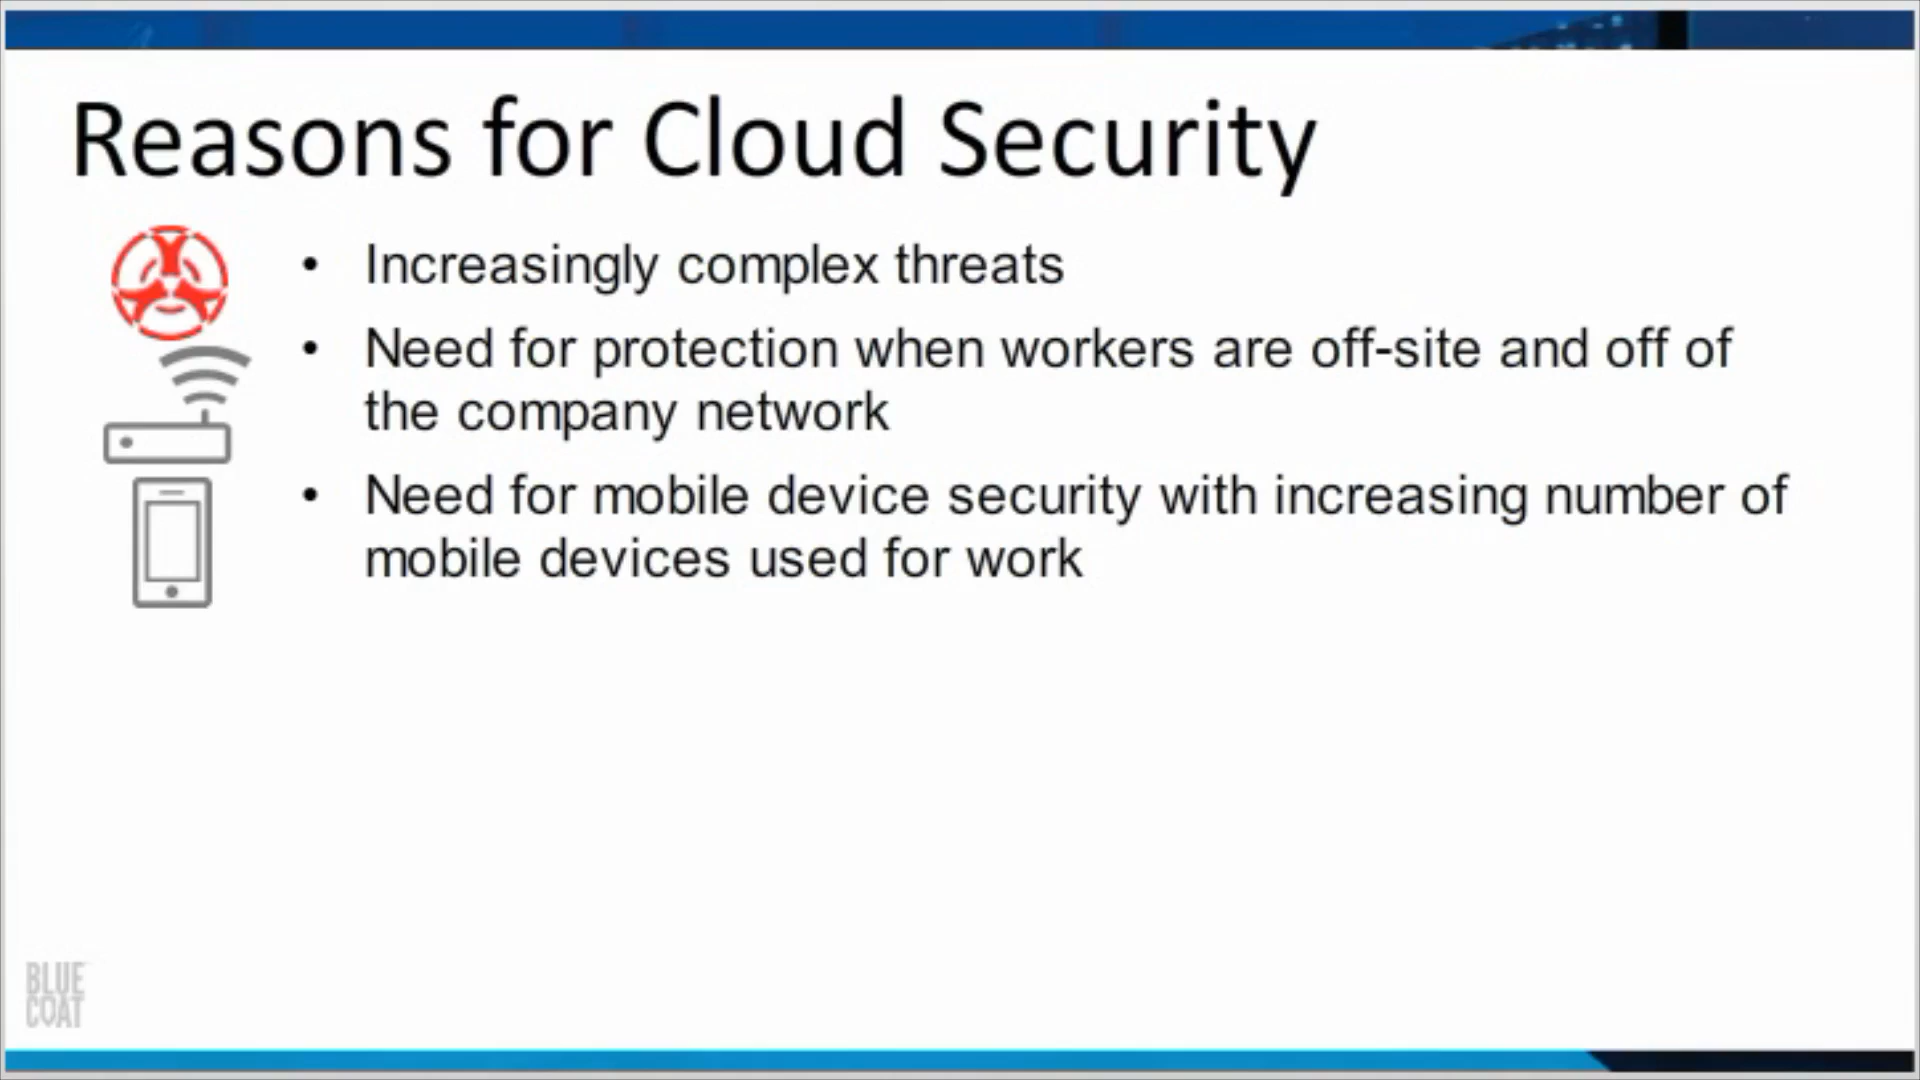 Reasons for Cloud Security
• Increasingly complex threats
• Need for protection when workers are off-site and off of
the company network
• Need for mobile device security with increasing number of
mobile devices used for work
BLUE
COAT